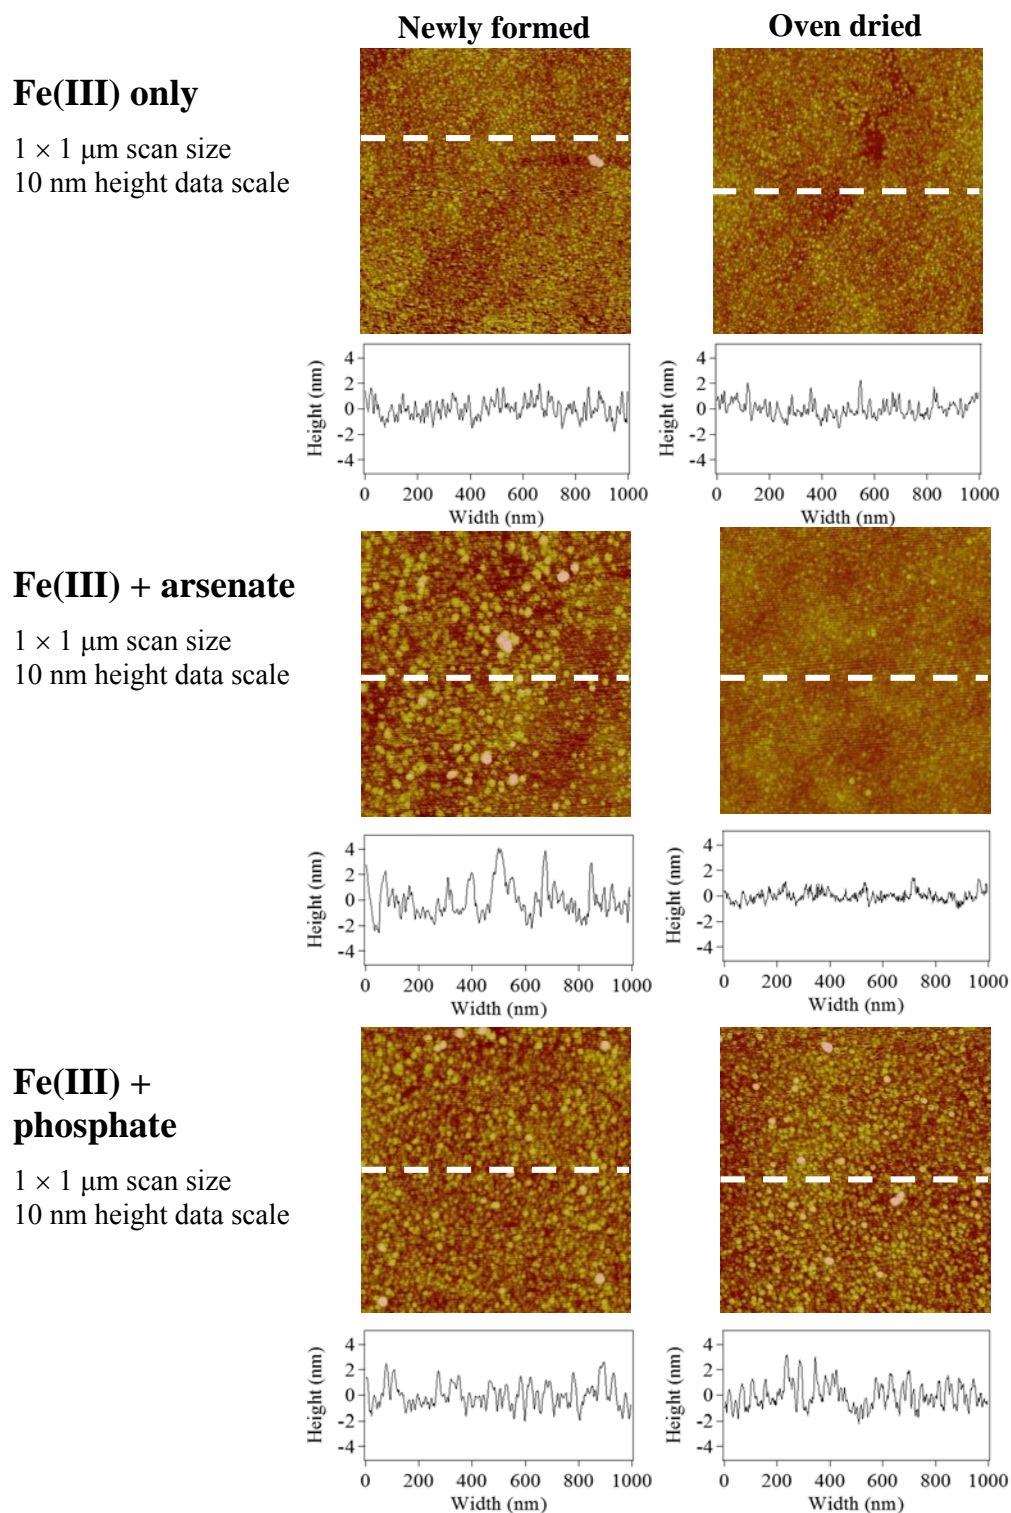 Newly formed
Oven dried
Fe(III) only
1 × 1 μm scan size
10 nm height data scale
Height (nm)
4
2
0
-2
-4
0 200 400 600 800 1000
Width (nm)
Height (nm)
4
2
0
-2
-4
0 200 400 600 800 1000
Width (nm)
Fe(III) + arsenate
1 × 1 μm scan size
10 nm height data scale
Height (nm)
4
2
0
-2
-4
0 200 400 600 800 1000
Width (nm)
Height (nm)
4
2
0
-2
-4
0 200 400 600 800 1000
Width (nm)
Fe(III) +
phosphate
1 × 1 μm scan size
10 nm height data scale
Height (nm)
4
2
0
-2
-4
0 200 400 600 800 1000
Width (nm)
Height (nm)
4
2
0
-2
-4
0 200 400 600 800 1000
Width (nm)